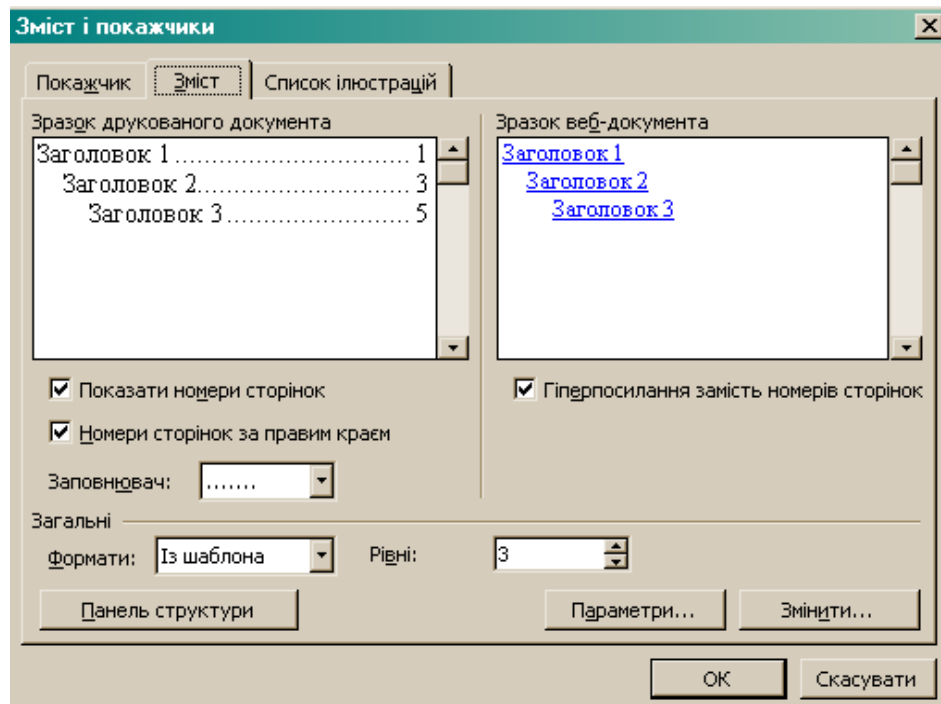 Зміст і покажчики
Покажчик Зміст Список ілюстрацій
Зразок друкованого документа
Заголовок 1 ................................. 1
Заголовок 2............................. 3
Заголовок 3........................ 5
Зразок веб-документа
Заголовок 1
Заголовок 2
Заголовок 3
Показати номери сторінок
Номери сторінок за правим краєм
Заповнювач: .......
Гіперпосилання замість номерів сторінок
Загальні
Формати: Із шаблона Рівні: 3
Панель структури Параметри... Змінити...
ОК Скасувати